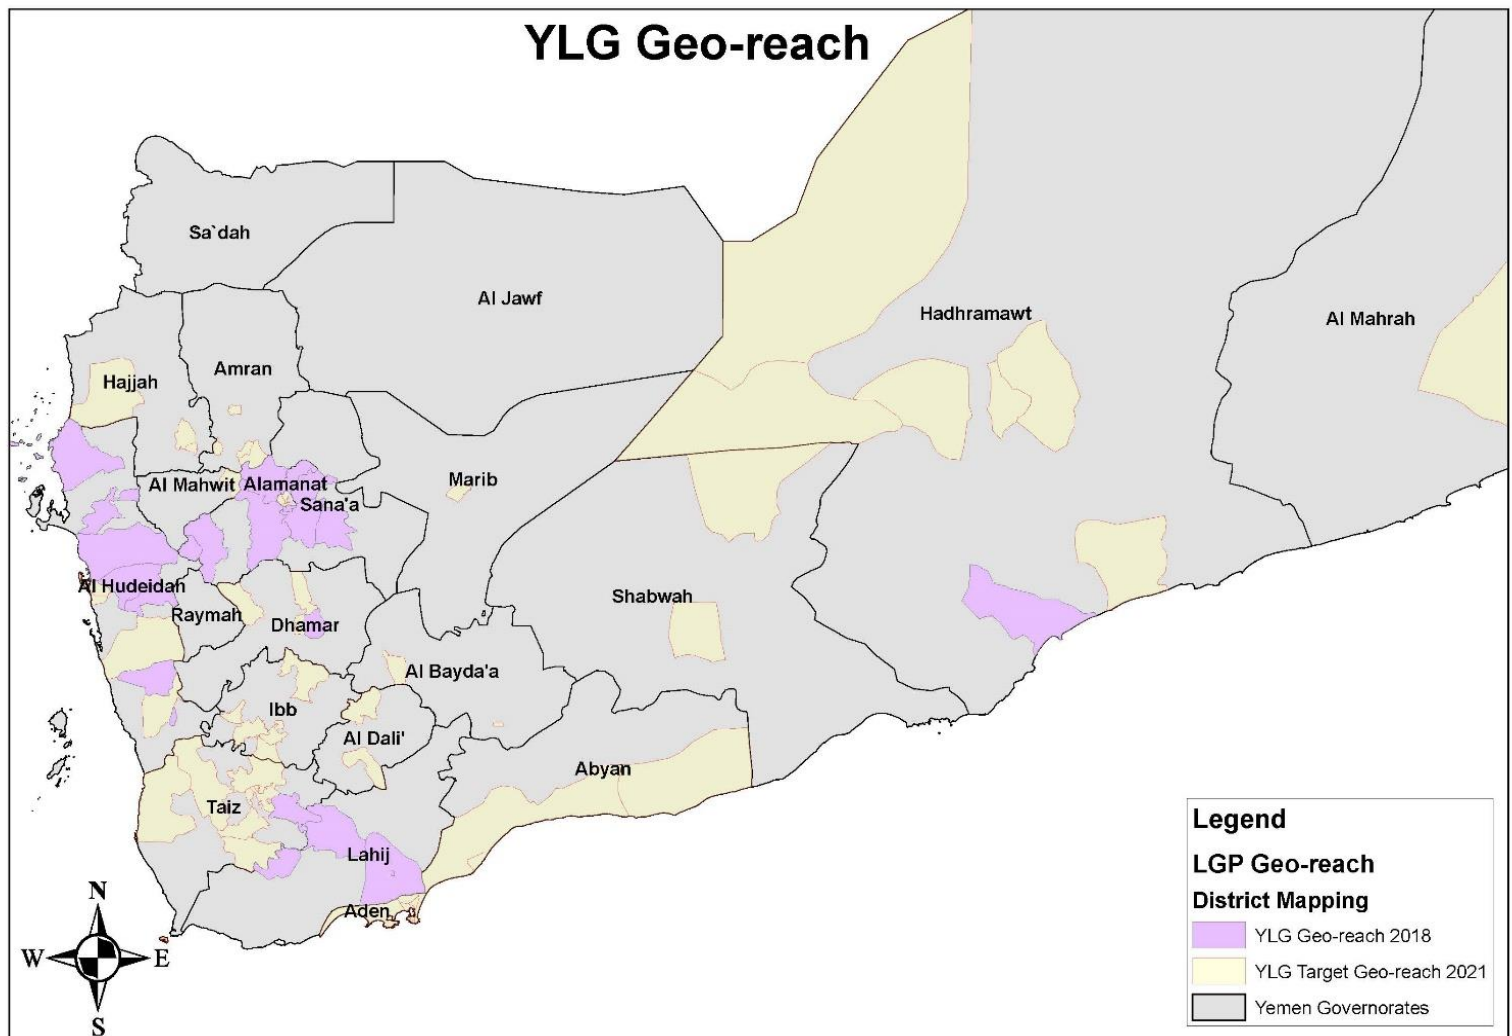 YLG Geo-reach
Sa`dah
Al Jawf
Hadhramawt
Al Mahrah
Hajjah
Amran
Marib
Al Mahwit
Alamanat
Sana'a
Al Hudeidah
Raymah
Dhamar
Shabwah
Al Bayda'a
Ibb
Al Dali'
Abyan
Taiz
Lahij
Aden
N
W
E
S
Legend
LGP Geo-reach
District Mapping
YLG Geo-reach 2018
YLG Target Geo-reach 2021
Yemen Governorates